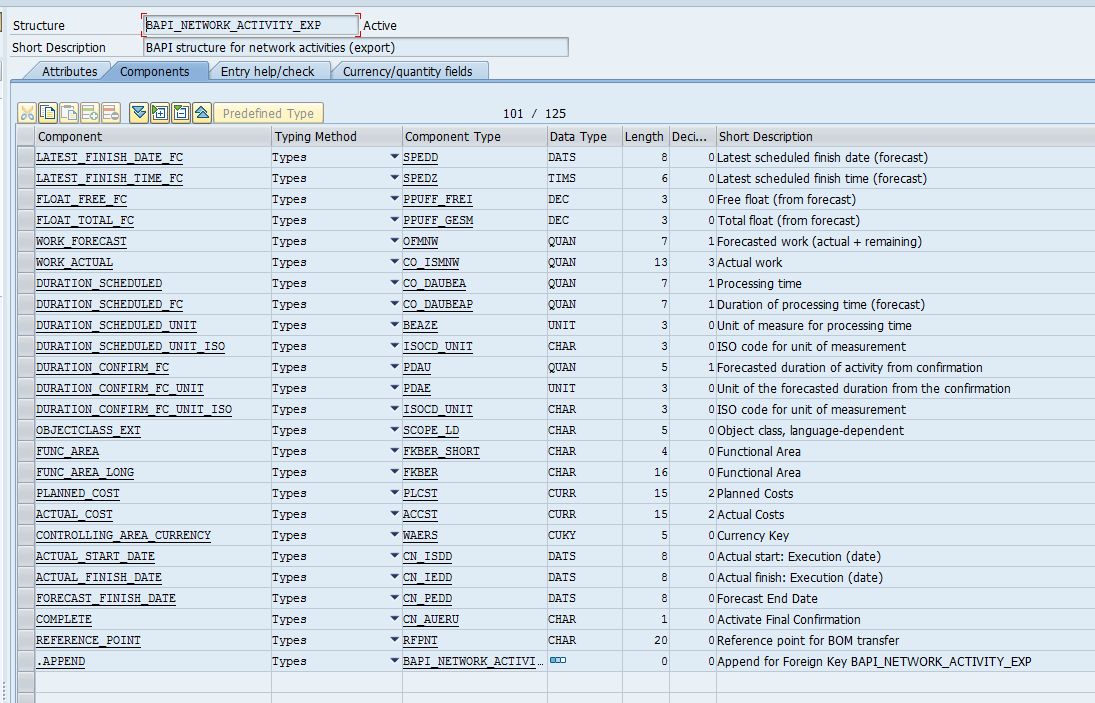 Structure BAPI_NETWORK_ACTIVITY_EXP Active
Short Description BAPI structure for network activities (export)
Attributes Components Entry help/check Currency/quantity fields
Predefined Type 101 / 125
Component Typing Method Component Type Data Type Length Deci... Short Description
LATEST_FINISH_DATE_FC Types SPEDD DATS 8 0 Latest scheduled finish date (forecast)
LATEST_FINISH_TIME_FC Types SPEDZ TIMS 6 0 Latest scheduled finish time (forecast)
FLOAT_FREE_FC Types PPUFF_FREI DEC 3 0 Free float (from forecast)
FLOAT_TOTAL_FC Types PPUFF_GESM DEC 3 0 Total float (from forecast)
WORK_FORECAST Types OFMNW QUAN 7 1 Forecasted work (actual + remaining)
WORK_ACTUAL Types CO_ISMNW QUAN 13 3 Actual work
DURATION_SCHEDULED Types CO_DAUBEA QUAN 7 1 Processing time
DURATION_SCHEDULED_FC Types CO_DAUBEAP QUAN 7 1 Duration of processing time (forecast)
DURATION_SCHEDULED_UNIT Types BEAZE UNIT 3 0 Unit of measure for processing time
DURATION_SCHEDULED_UNIT_ISO Types ISOCD_UNIT CHAR 3 0 ISO code for unit of measurement
DURATION_CONFIRM_FC Types PDAU QUAN 5 1 Forecasted duration of activity from confirmation
DURATION_CONFIRM_FC_UNIT Types PDAE UNIT 3 0 Unit of the forecasted duration from the confirmation
DURATION_CONFIRM_FC_UNIT_ISO Types ISOCD_UNIT CHAR 3 0 ISO code for unit of measurement
OBJECTCLASS_EXT Types SCOPE_LD CHAR 5 0 Object class, language-dependent
FUNC_AREA Types FKBER_SHORT CHAR 4 0 Functional Area
FUNC_AREA_LONG Types FKBER CHAR 16 0 Functional Area
PLANNED_COST Types PLCST CURR 15 2 Planned Costs
ACTUAL_COST Types ACCST CURR 15 2 Actual Costs
CONTROLLING_AREA_CURRENCY Types WAERS CUKY 5 0 Currency Key
ACTUAL_START_DATE Types CN_ISDD DATS 8 0 Actual start: Execution (date)
ACTUAL_FINISH_DATE Types CN_IEDD DATS 8 0 Actual finish: Execution (date)
FORECAST_FINISH_DATE Types CN_PEDD DATS 8 0 Forecast End Date
COMPLETE Types CN_AUERU CHAR 1 0 Activate Final Confirmation
REFERENCE_POINT Types RFPNT CHAR 20 0 Reference point for BOM transfer
.APPEND Types BAPI_NETWORK_ACTIVI... 0 0 Append for Foreign Key BAPI_NETWORK_ACTIVITY_EXP